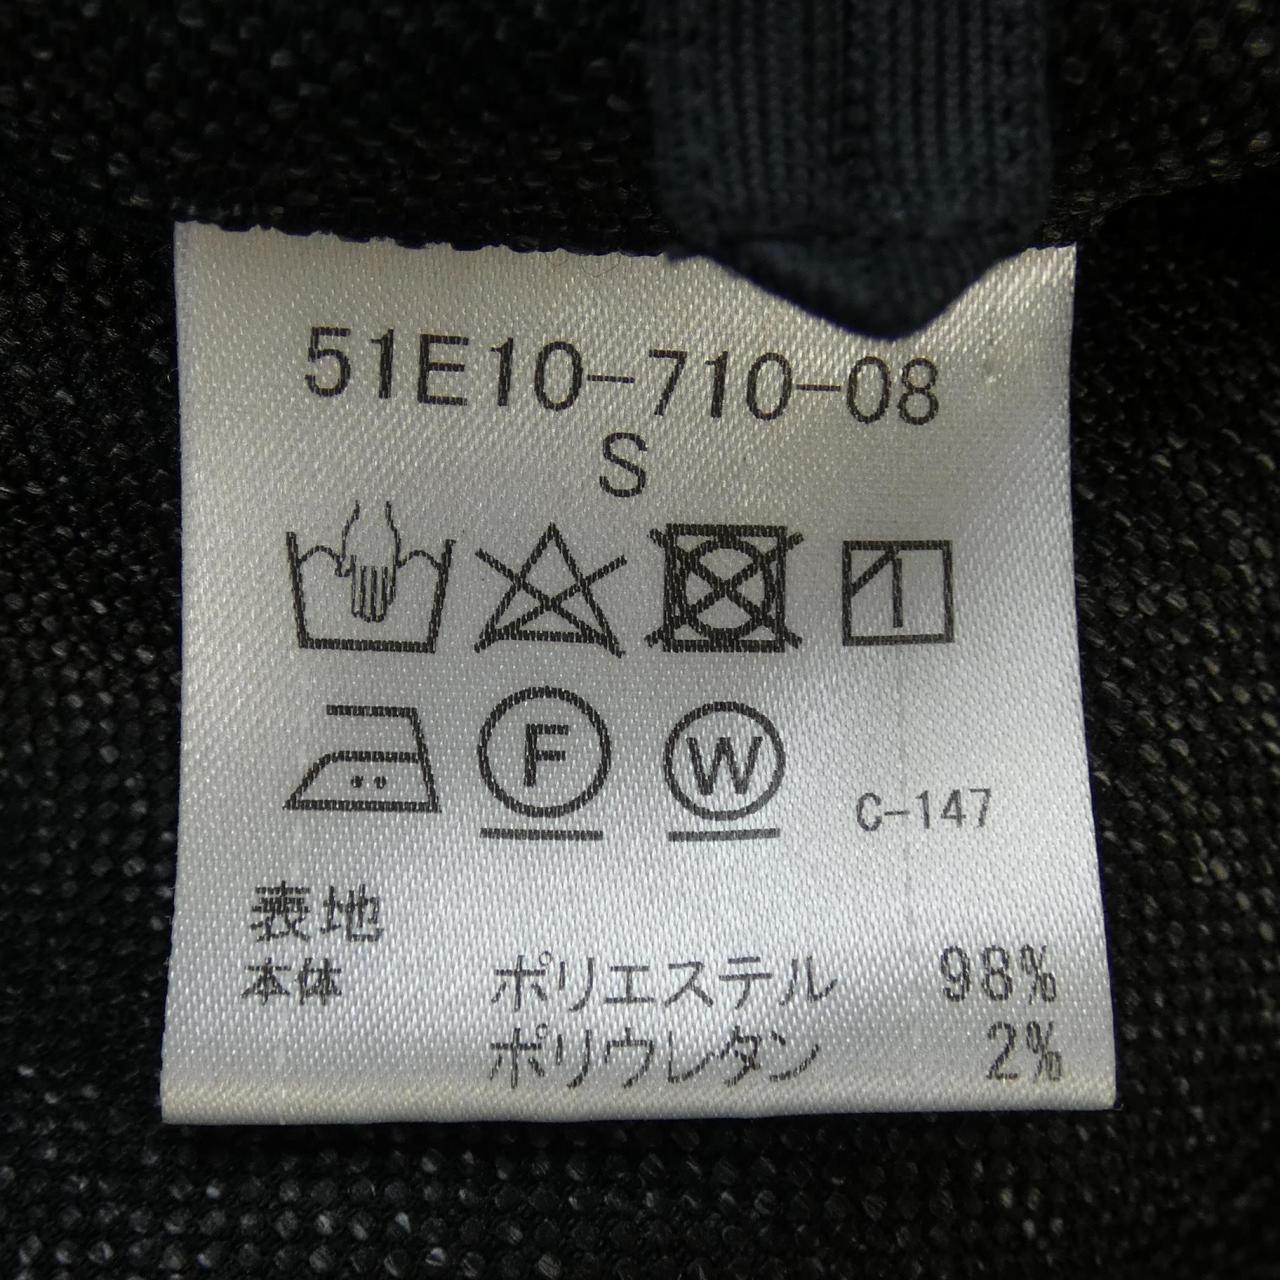 51E10-710-08
S
F W C-147
表地
本体 ポリエステル 98%
ポリウレタン 2%